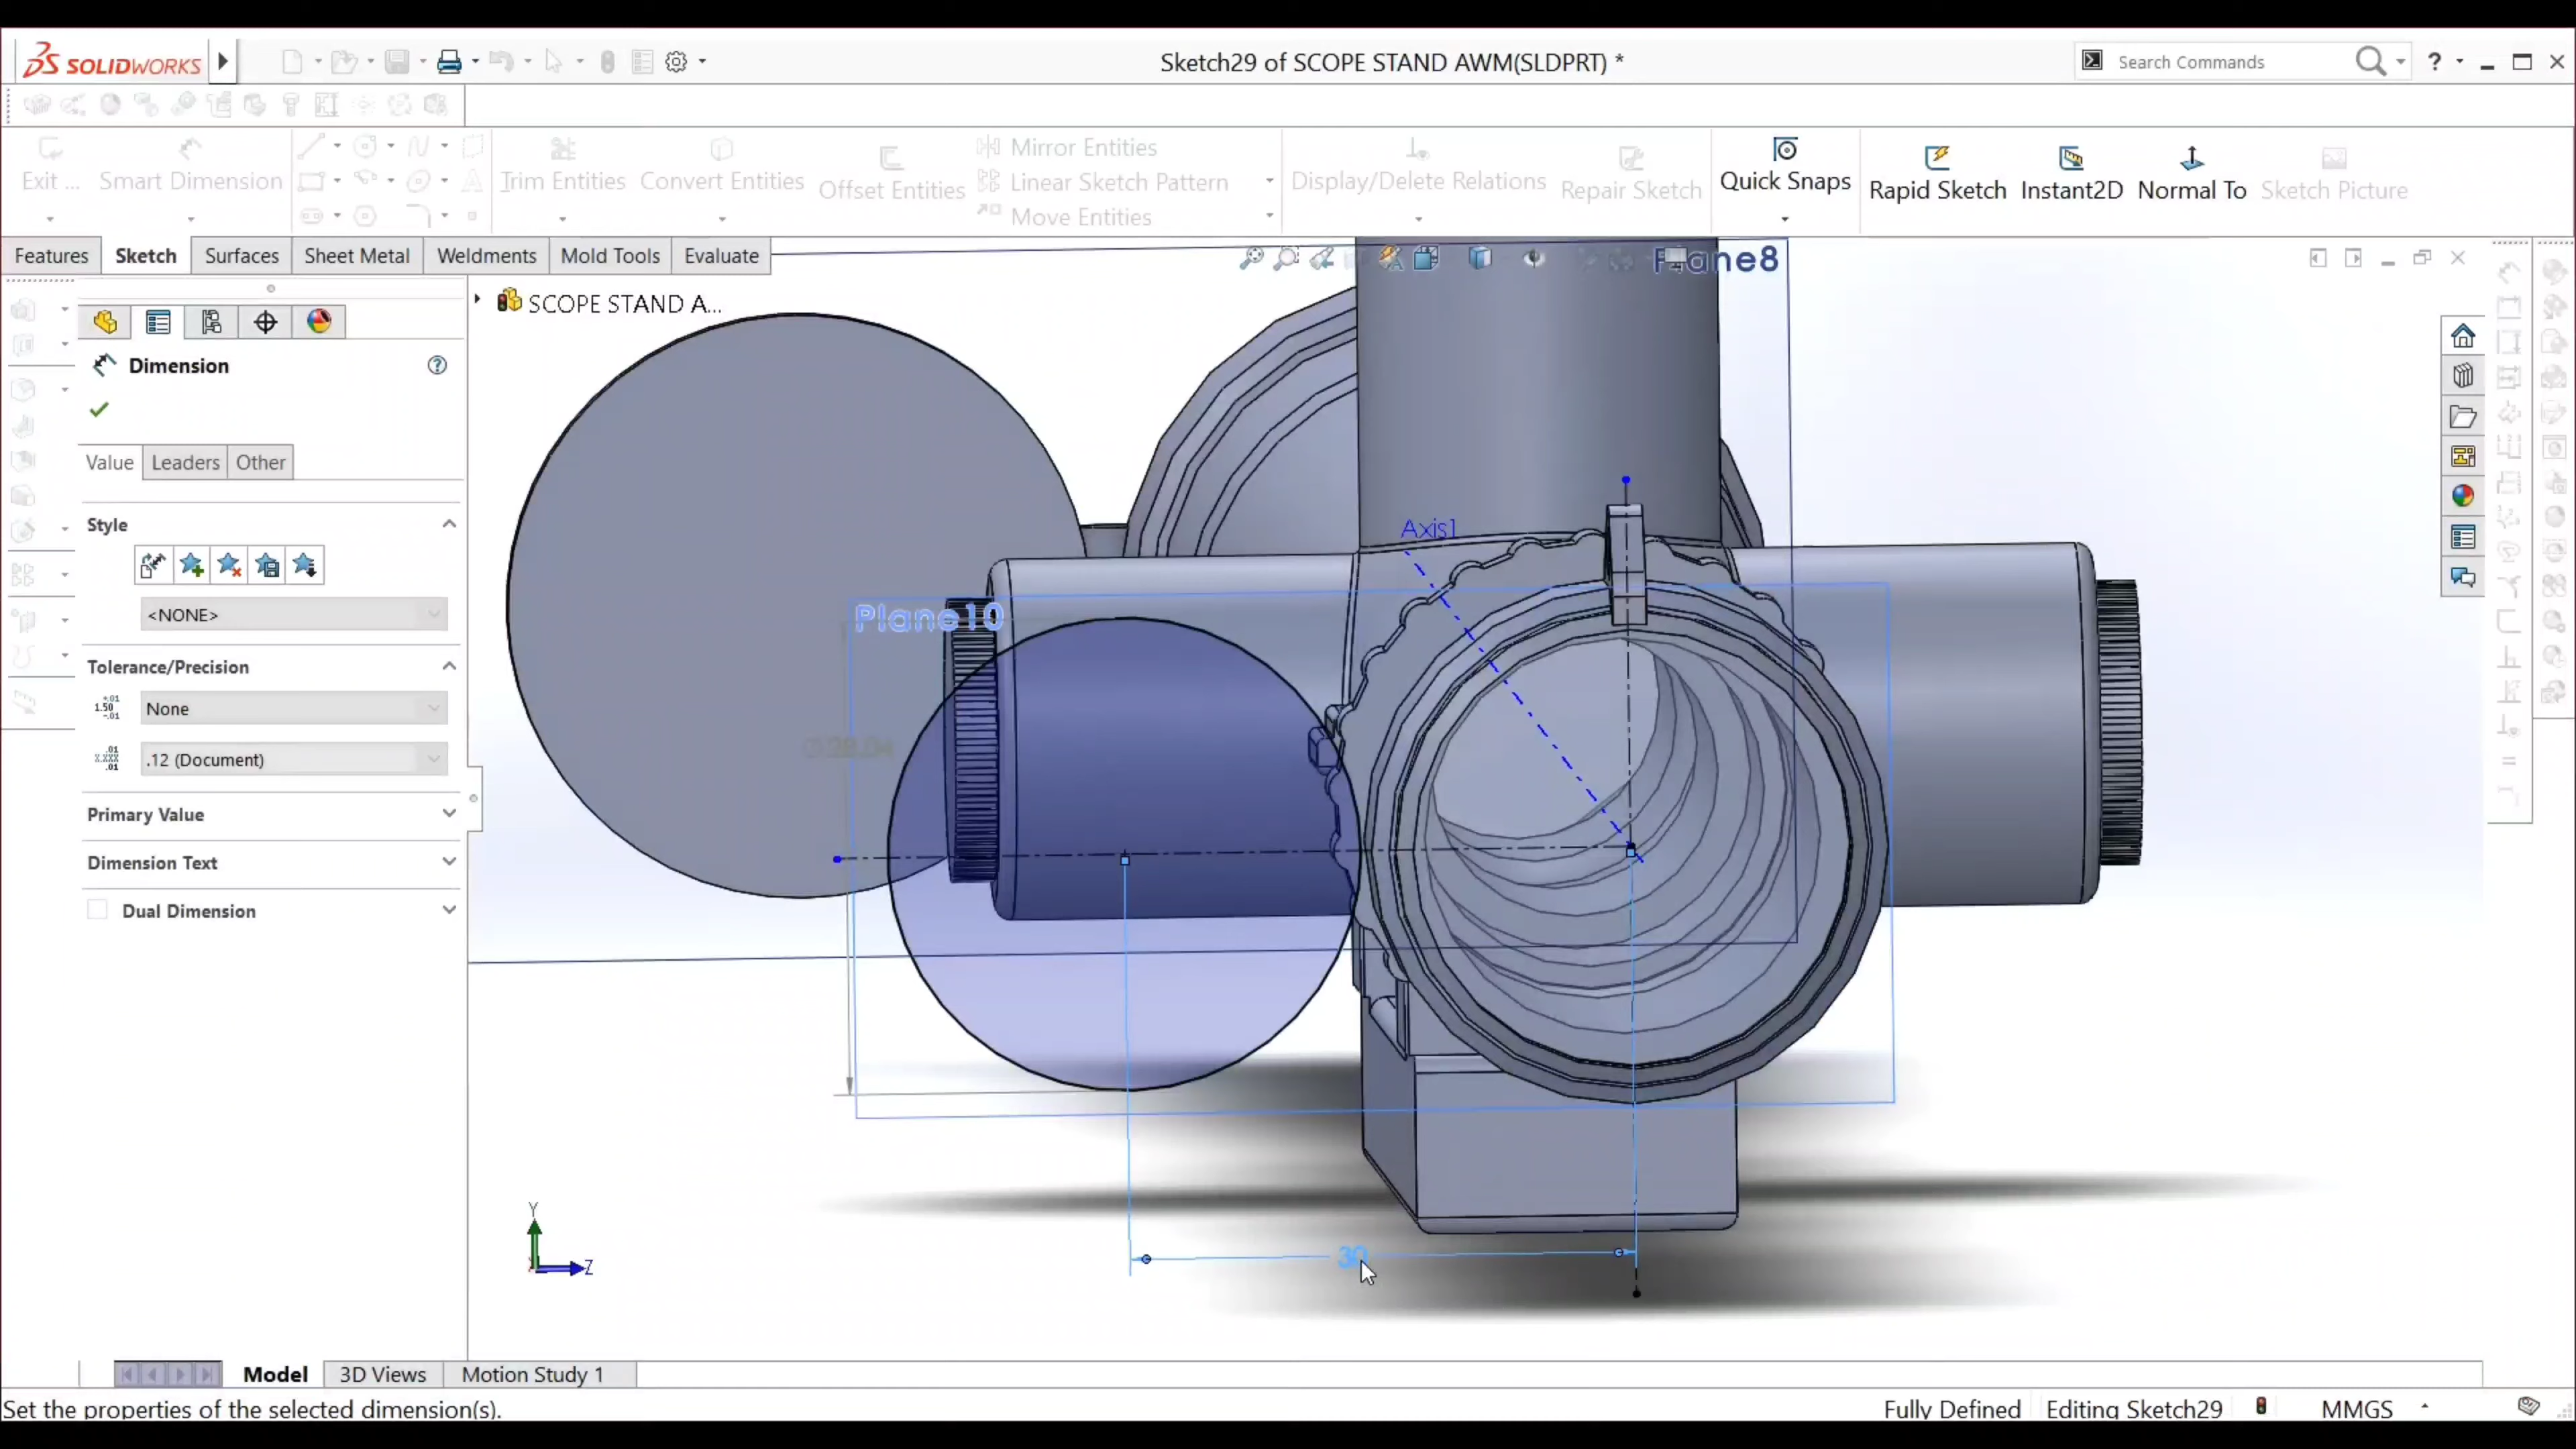 SOLIDWORKS
Sketch29 of SCOPE STAND AWM(SLDPRT) *
Search Commands
?
Exit ...
Smart Dimension
Trim Entities
Convert Entities
Offset Entities
Mirror Entities
Linear Sketch Pattern
Move Entities
Display/Delete Relations
Repair Sketch
Quick Snaps
Rapid Sketch
Instant2D
Normal To
Sketch Picture
Features
Sketch
Surfaces
Sheet Metal
Weldments
Mold Tools
Evaluate
Plane8
SCOPE STAND A...
Dimension
Value
Leaders
Other
Style
<NONE>
Tolerance/Precision
None
.12 (Document)
Primary Value
Dimension Text
Dual Dimension
Axis1
Plane10
30
Y
Z
Model
3D Views
Motion Study 1
Set the properties of the selected dimension(s).
Fully Defined
Editing Sketch29
MMGS